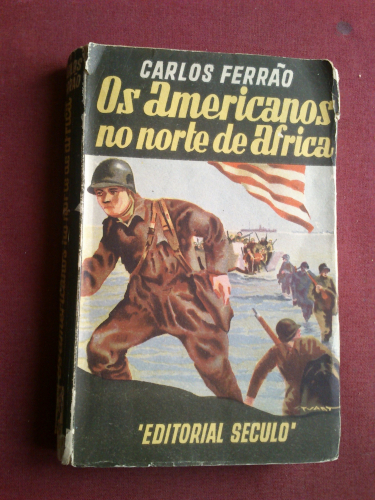 CARLOS FERRÃO
Os americanos
no norte de africa
"EDITORIAL SECULO"